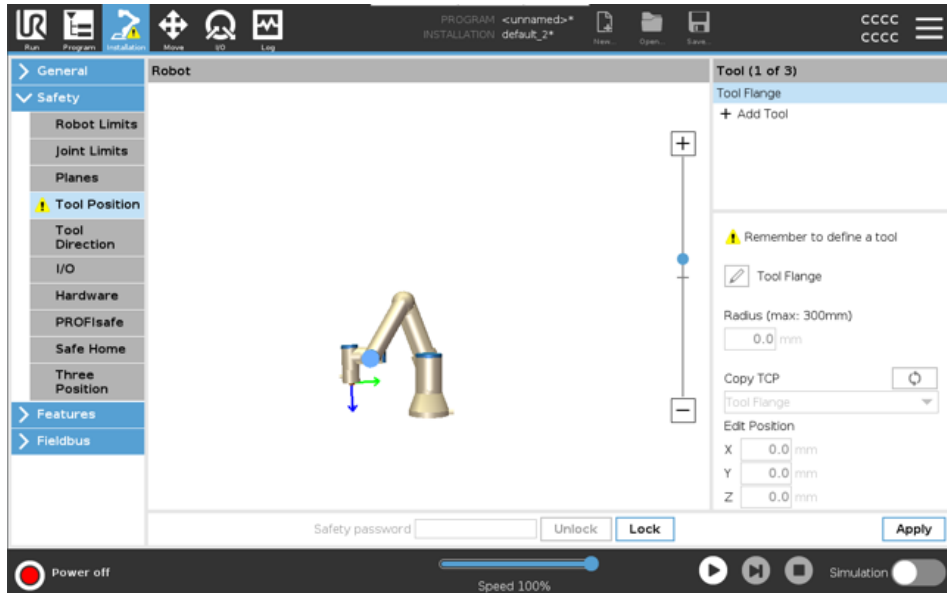 PROGRAM <unnamed>*
INSTALLATION default_2*
cccc
cccc
UR
Run
Program
Installation
Move
I/O
Log
New...
Open...
Save...
General
Safety
Robot Limits
Joint Limits
Planes
Tool Position
Tool
Direction
I/O
Hardware
PROFIsafe
Safe Home
Three
Position
Features
Fieldbus
Robot
Tool (1 of 3)
Tool Flange
+ Add Tool
Remember to define a tool
Tool Flange
Radius (max: 300mm)
0.0 mm
Copy TCP
Tool Flange
Edit Position
X 0.0 mm
Y 0.0 mm
Z 0.0 mm
Safety password
Unlock
Lock
Apply
Power off
Speed 100%
Simulation